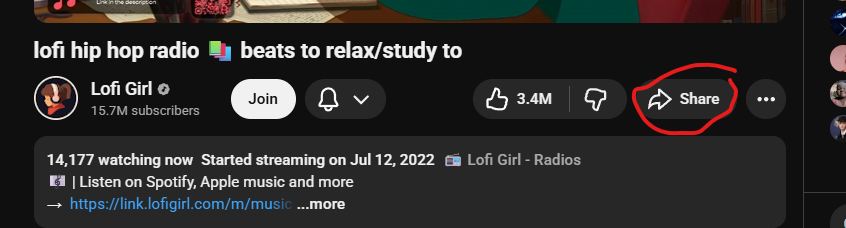 Link in the description
lofi hip hop radio 📚 beats to relax/study to
Lofi Girl
15.7M subscribers
Join
3.4M
Share
14,177 watching now Started streaming on Jul 12, 2022 📻 Lofi Girl - Radios
🎼 | Listen on Spotify, Apple music and more
→ https://link.lofigirl.com/m/music ...more